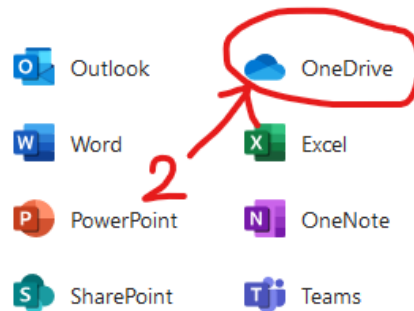 Outlook OneDrive
Word Excel
2
PowerPoint OneNote
SharePoint Teams